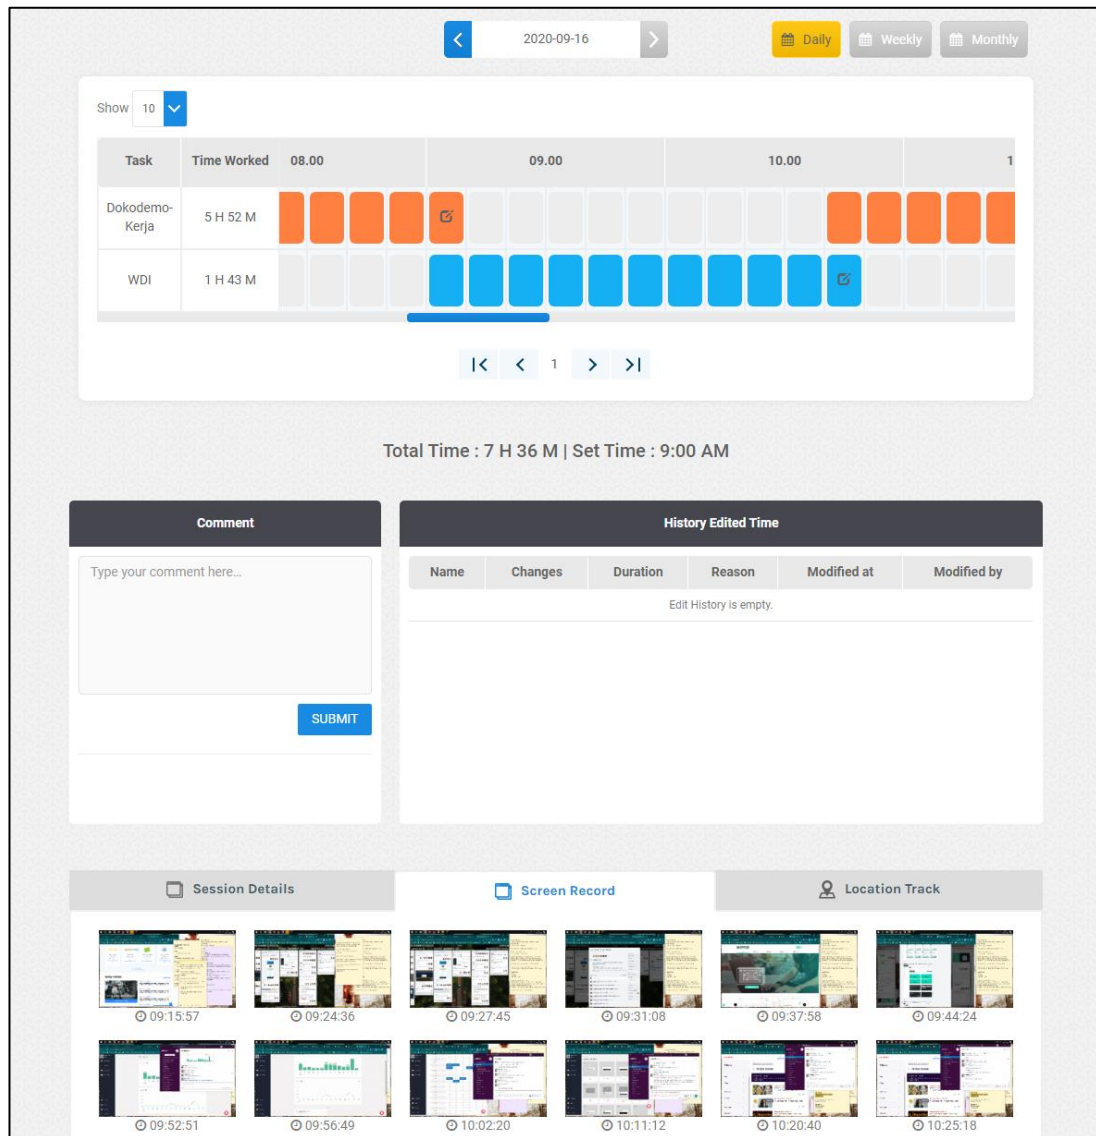 2020-09-16
Daily
Weekly
Monthly
Show 10
Task Time Worked 08.00 09.00 10.00 1
Dokodemo-
Kerja
5 H 52 M
WDI 1 H 43 M
1
Total Time : 7 H 36 M | Set Time : 9:00 AM
Comment
Type your comment here...
SUBMIT
History Edited Time
Name Changes Duration Reason Modified at Modified by
Edit History is empty.
Session Details
Screen Record
Location Track
09:15:57 09:24:36 09:27:45 09:31:08 09:37:58 09:44:24
09:52:51 09:56:49 10:02:20 10:11:12 10:20:40 10:25:18